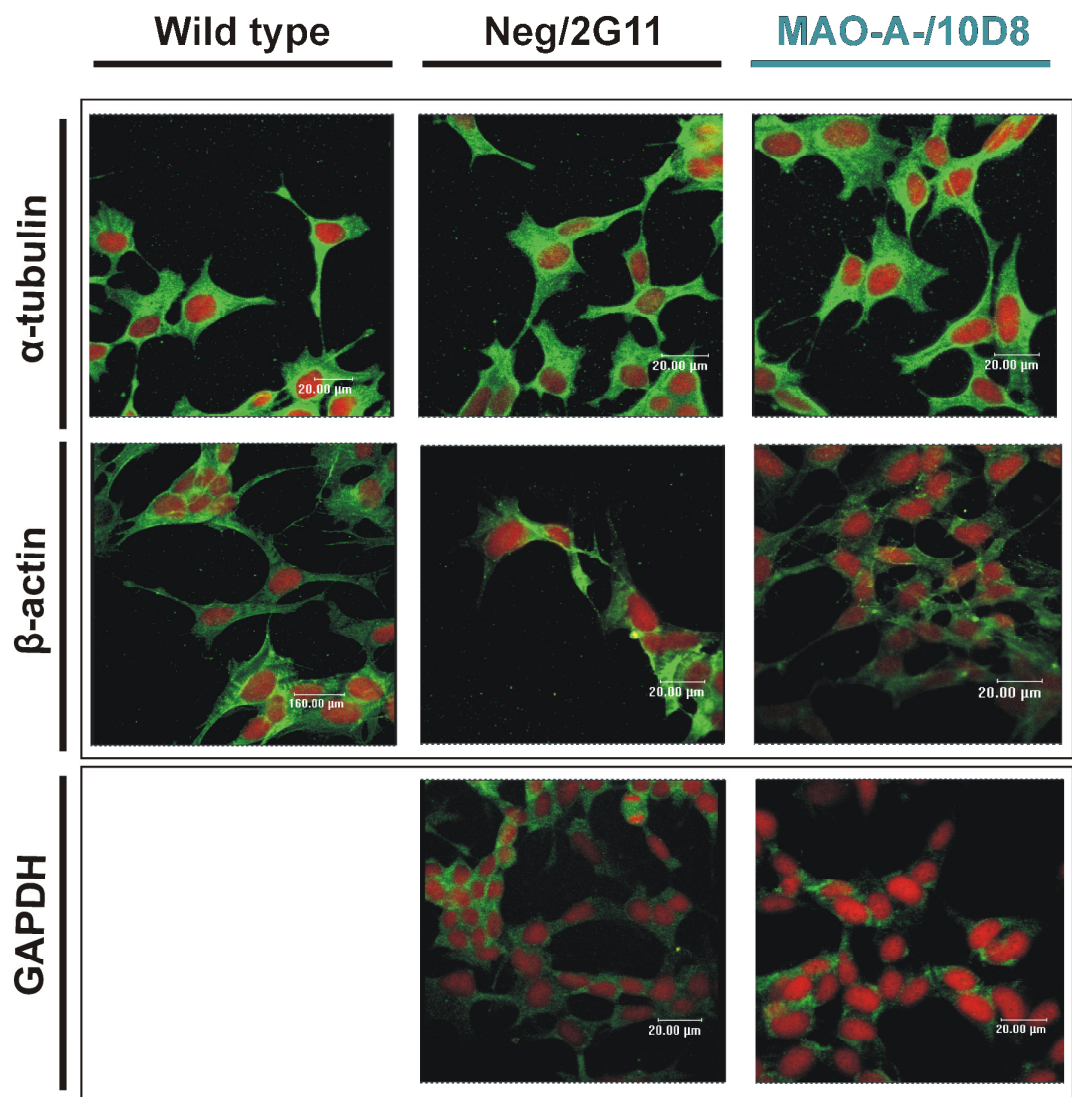 Wild type
Neg/2G11
MAO-A-/10D8
α-tubulin
20.00 µm
20.00 µm
20.00 µm
β-actin
160.00 µm
20.00 µm
20.00 µm
GAPDH
20.00 µm
20.00 µm